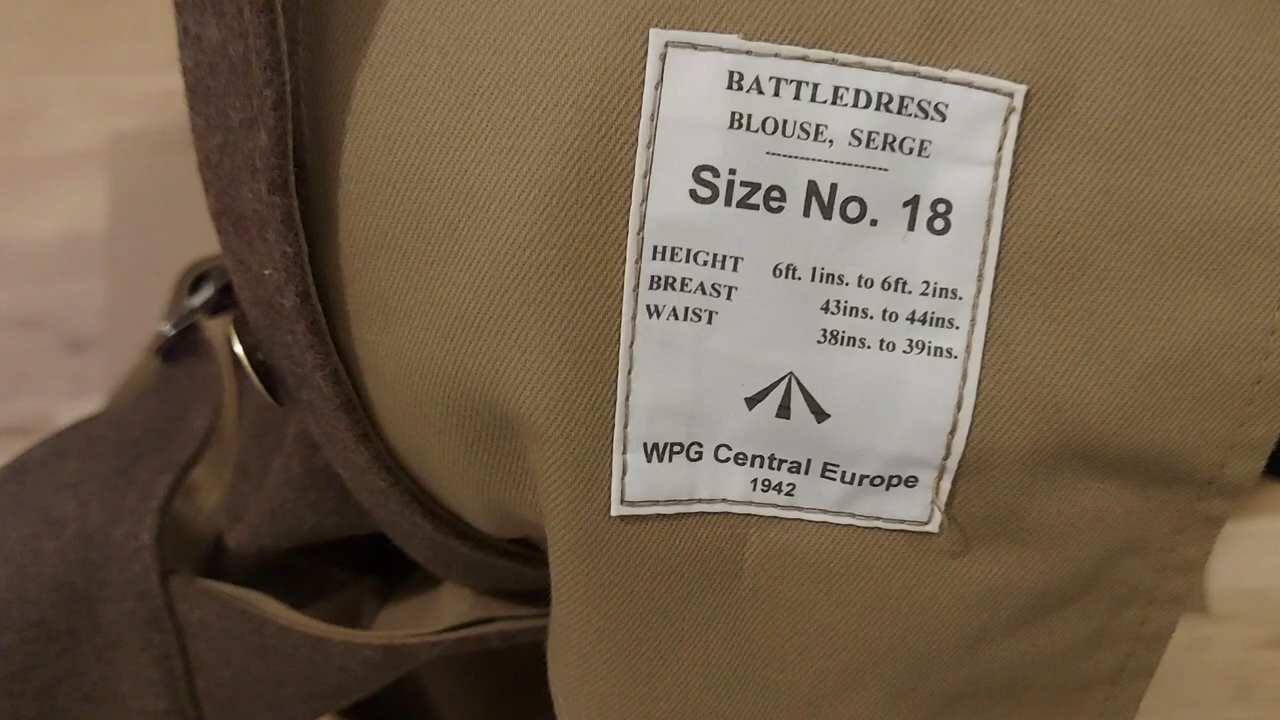 BATTLEDRESS
BLOUSE, SERGE
Size No. 18
HEIGHT 6ft. 1ins. to 6ft. 2ins.
BREAST 43ins. to 44ins.
WAIST 38ins. to 39ins.
WPG Central Europe
1942